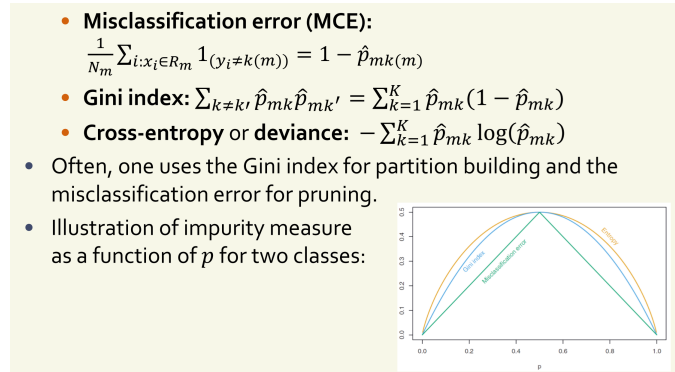 • Misclassification error (MCE):
1/Nₘ ∑_{i:xᵢ∈Rₘ} 1_{(yᵢ≠k(m))} = 1 − p̂_{mk(m)}
• Gini index: ∑_{k≠k′} p̂_{mk} p̂_{mk′} = ∑_{k=1}^{K} p̂_{mk}(1 − p̂_{mk})
• Cross-entropy or deviance: −∑_{k=1}^{K} p̂_{mk} log(p̂_{mk})
• Often, one uses the Gini index for partition building and the
misclassification error for pruning.
• Illustration of impurity measure
as a function of p for two classes:
0.5
0.4
0.3
0.2
0.1
0.0
Entropy
Gini index
Misclassification error
0.0 0.2 0.4 0.6 0.8 1.0
p